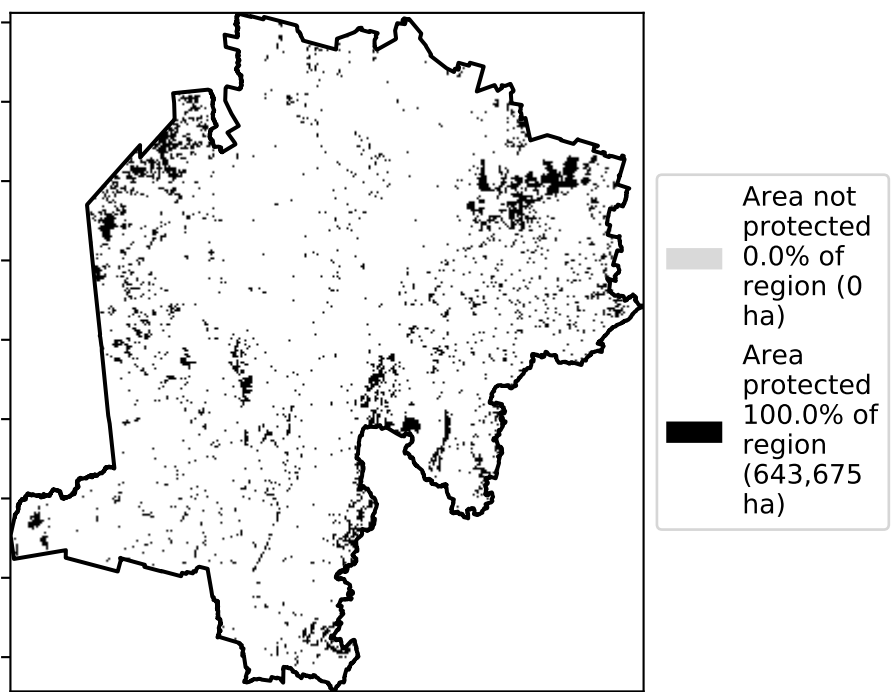 Area not
protected
0.0% of
region (0
ha)
Area
protected
100.0% of
region
(643,675
ha)